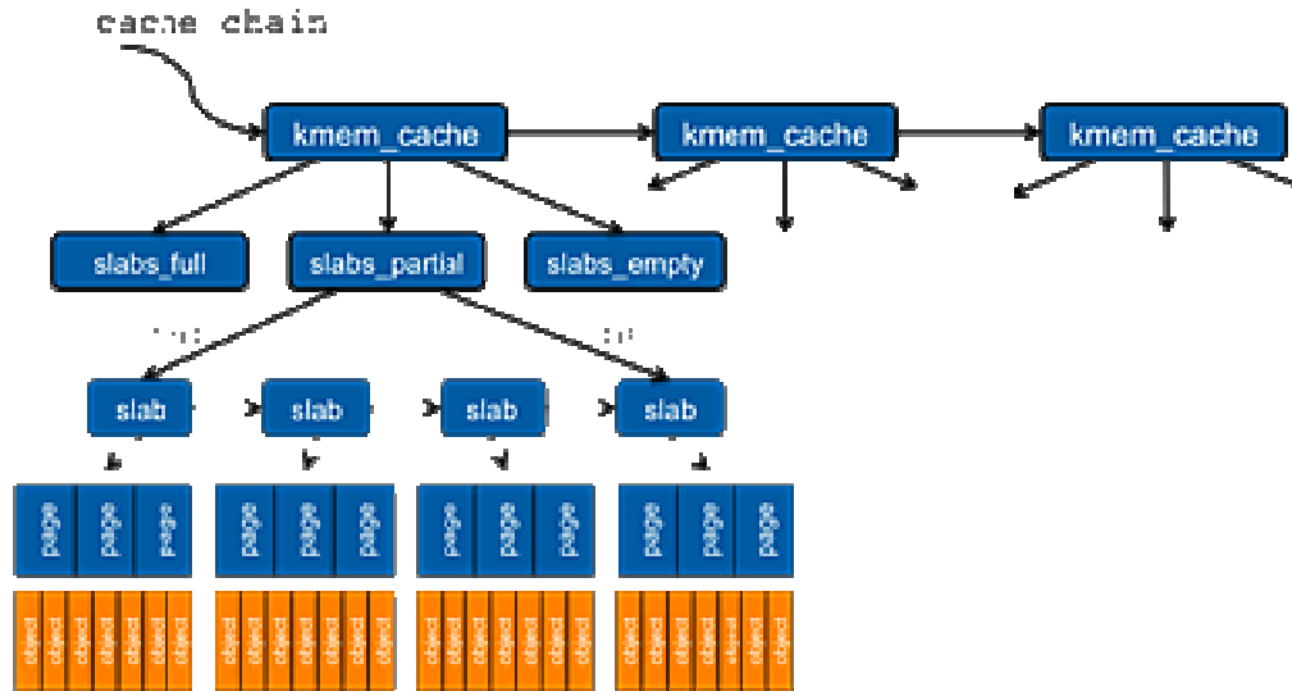 cache chain
kmem_cache kmem_cache kmem_cache
slabs_full slabs_partial slabs_empty
slab slab slab slab
page page page page page page page page page page page page
object object object object object object object object object object object object object object object object object object object object object object object object object object object object